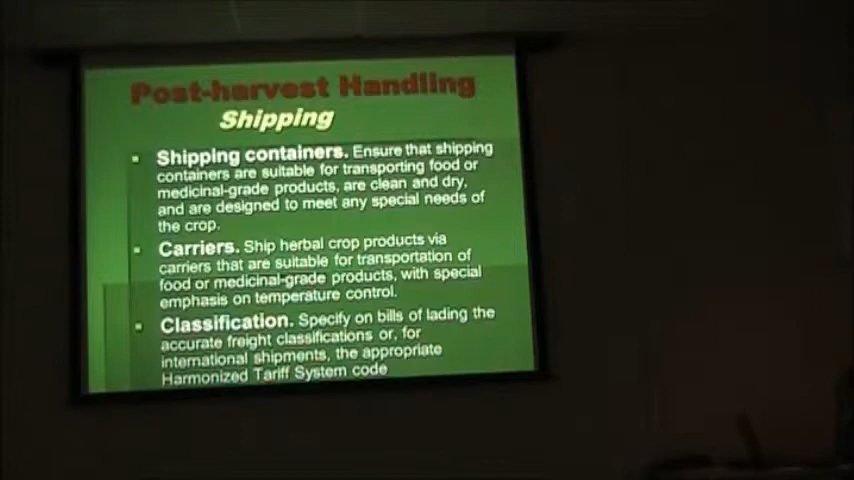 Post-harvest Handling
Shipping
Shipping containers. Ensure that shipping
containers are suitable for transporting food or
medicinal-grade products, are clean and dry,
and are designed to meet any special needs of
the crop.
Carriers. Ship herbal crop products via
carriers that are suitable for transportation of
food or medicinal-grade products, with special
emphasis on temperature control.
Classification. Specify on bills of lading the
accurate freight classifications or, for
international shipments, the appropriate
Harmonized Tariff System code